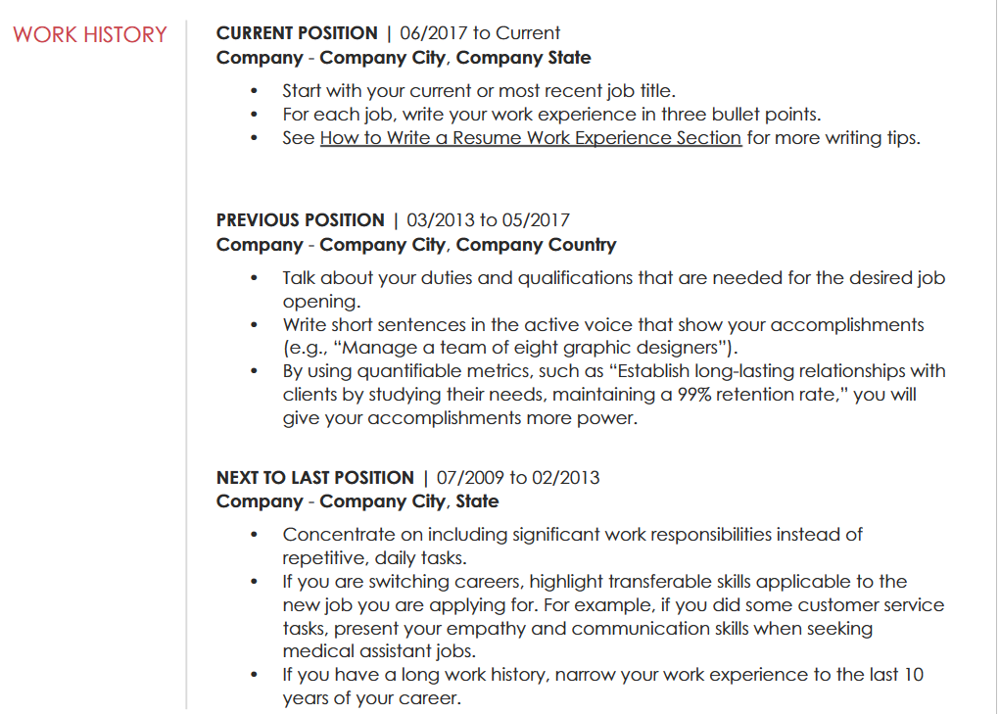 WORK HISTORY
CURRENT POSITION | 06/2017 to Current
Company - Company City, Company State
• Start with your current or most recent job title.
• For each job, write your work experience in three bullet points.
• See How to Write a Resume Work Experience Section for more writing tips.
PREVIOUS POSITION | 03/2013 to 05/2017
Company - Company City, Company Country
• Talk about your duties and qualifications that are needed for the desired job
opening.
• Write short sentences in the active voice that show your accomplishments
(e.g., “Manage a team of eight graphic designers”).
• By using quantifiable metrics, such as “Establish long-lasting relationships with
clients by studying their needs, maintaining a 99% retention rate,” you will
give your accomplishments more power.
NEXT TO LAST POSITION | 07/2009 to 02/2013
Company - Company City, State
• Concentrate on including significant work responsibilities instead of
repetitive, daily tasks.
• If you are switching careers, highlight transferable skills applicable to the
new job you are applying for. For example, if you did some customer service
tasks, present your empathy and communication skills when seeking
medical assistant jobs.
• If you have a long work history, narrow your work experience to the last 10
years of your career.